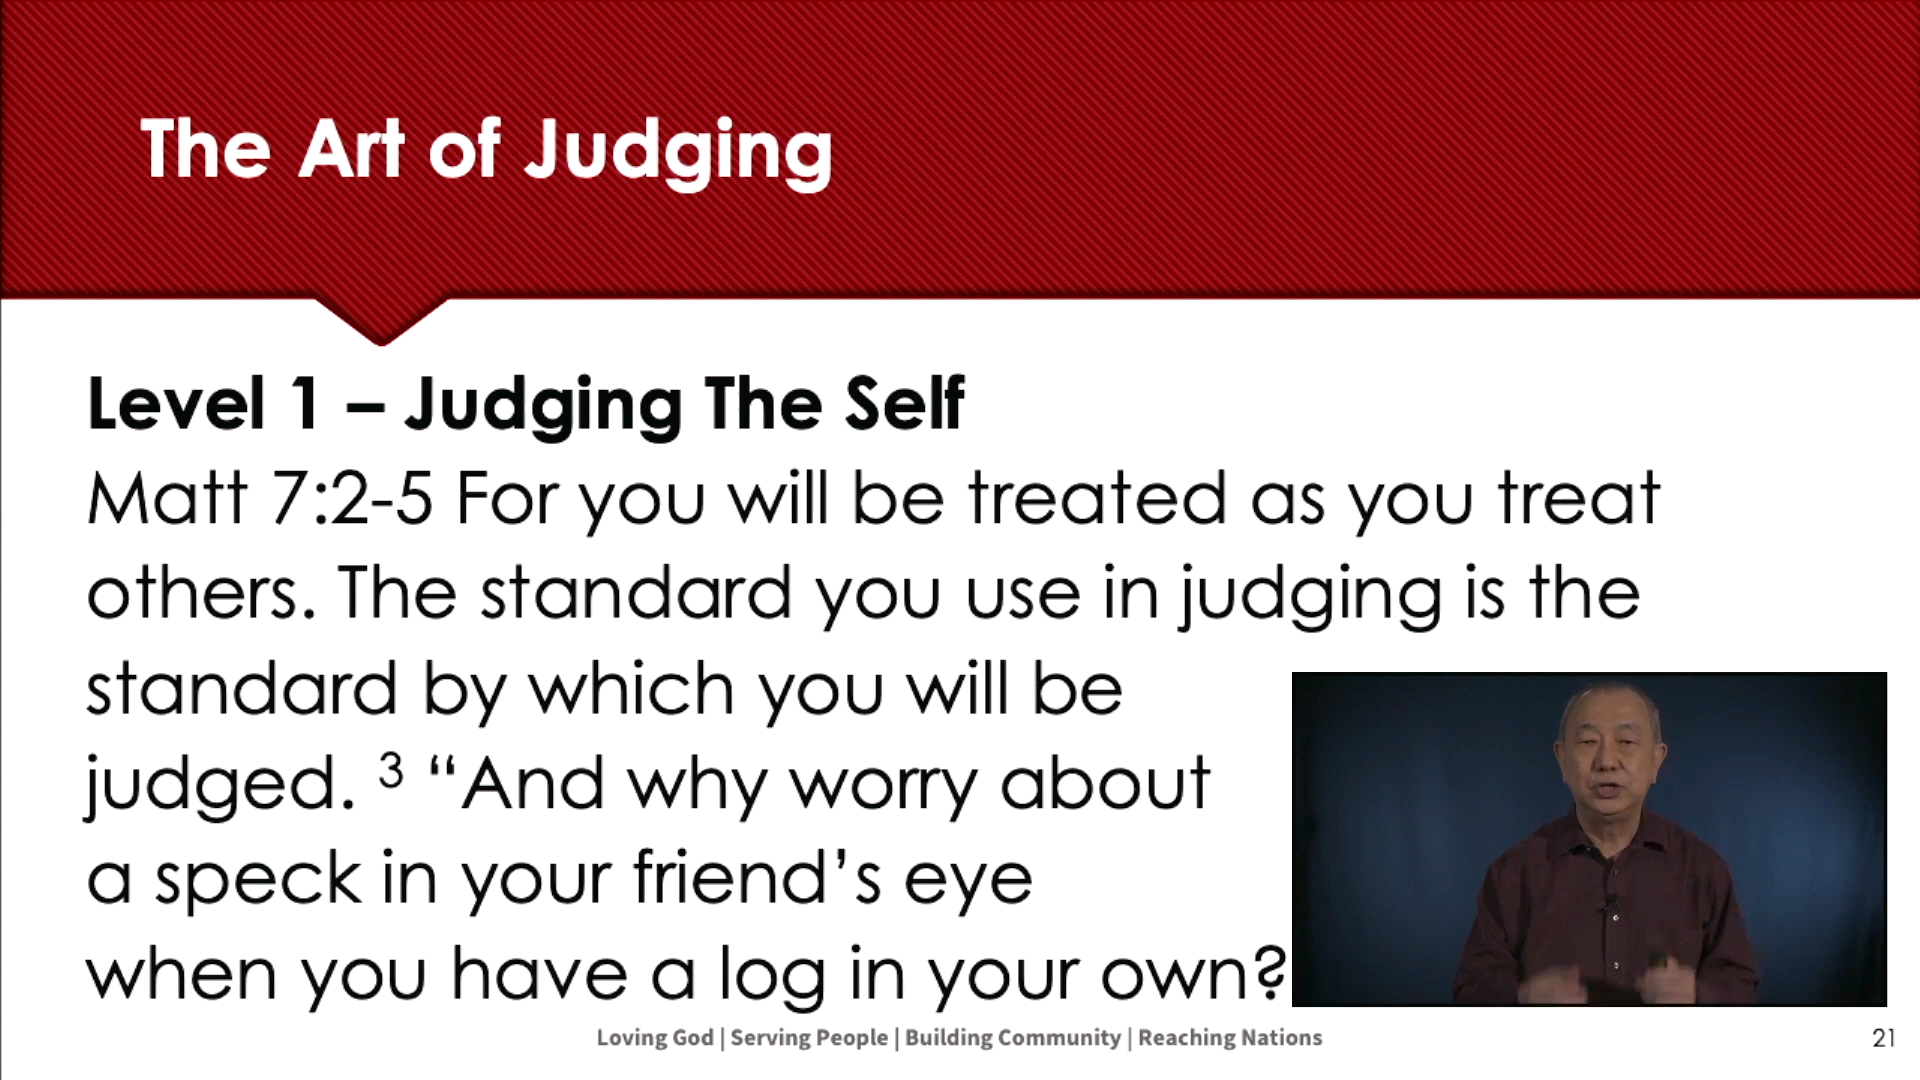 The Art of Judging
Level 1 – Judging The Self
Matt 7:2-5 For you will be treated as you treat
others. The standard you use in judging is the
standard by which you will be
judged. ³ “And why worry about
a speck in your friend’s eye
when you have a log in your own?
Loving God | Serving People | Building Community | Reaching Nations
21